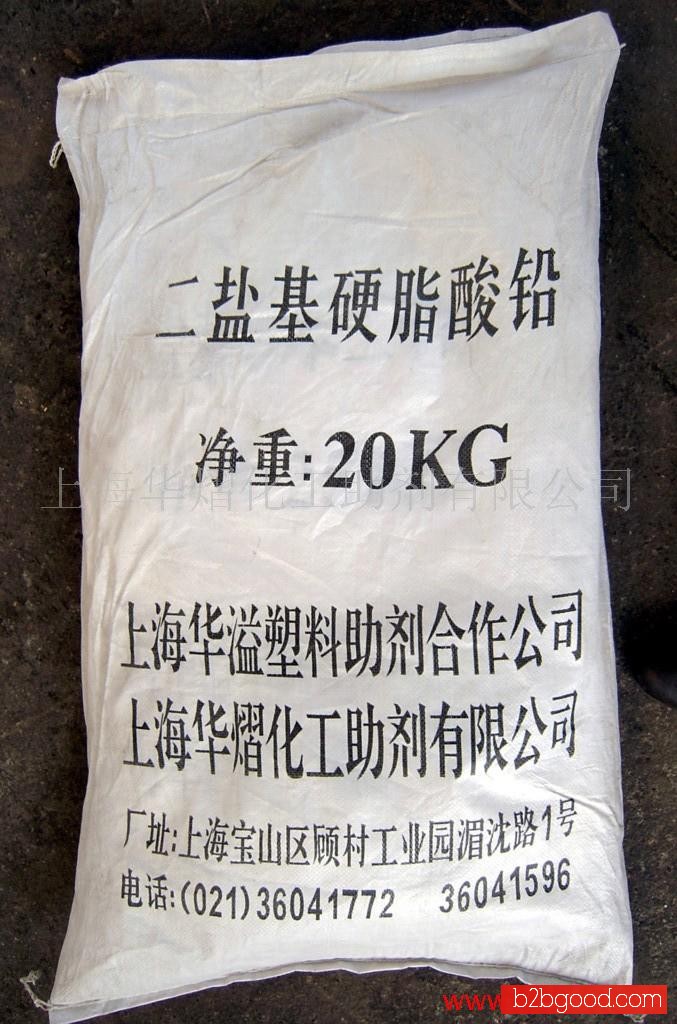 二盐基硬脂酸铅
净重:20KG
上海华熠化工助剂有限公司
上海华溢塑料助剂合作公司
上海华熠化工助剂有限公司
厂址:上海宝山区顾村工业园湄沈路1号
电话:(021)36041772 36041596
www.b2bgood.com